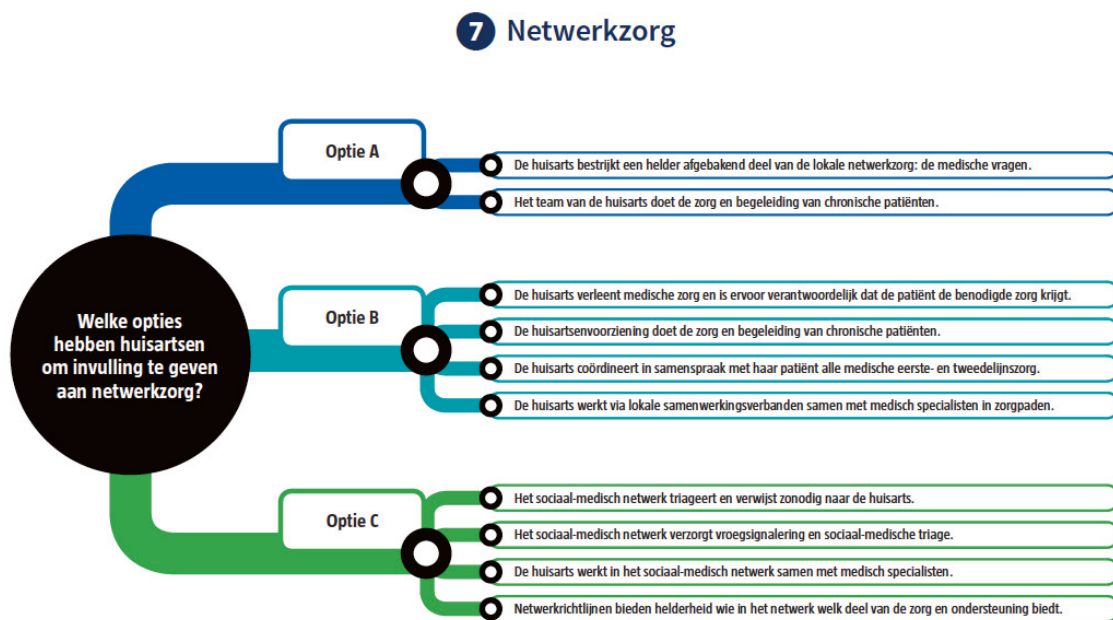 7 Netwerkzorg
Welke opties
hebben huisartsen
om invulling te geven
aan netwerkzorg?
Optie A
De huisarts bestrijkt een helder afgebakend deel van de lokale netwerkzorg: de medische vragen.
Het team van de huisarts doet de zorg en begeleiding van chronische patiënten.
Optie B
De huisarts verleent medische zorg en is ervoor verantwoordelijk dat de patiënt de benodigde zorg krijgt.
De huisartsenvoorziening doet de zorg en begeleiding van chronische patiënten.
De huisarts coördineert in samenspraak met haar patiënt alle medische eerste- en tweedelijnszorg.
De huisarts werkt via lokale samenwerkingsverbanden samen met medisch specialisten in zorgpaden.
Optie C
Het sociaal-medisch netwerk triageert en verwijst zonodig naar de huisarts.
Het sociaal-medisch netwerk verzorgt vroegsignalering en sociaal-medische triage.
De huisarts werkt in het sociaal-medisch netwerk samen met medisch specialisten.
Netwerkrichtlijnen bieden helderheid wie in het netwerk welk deel van de zorg en ondersteuning biedt.